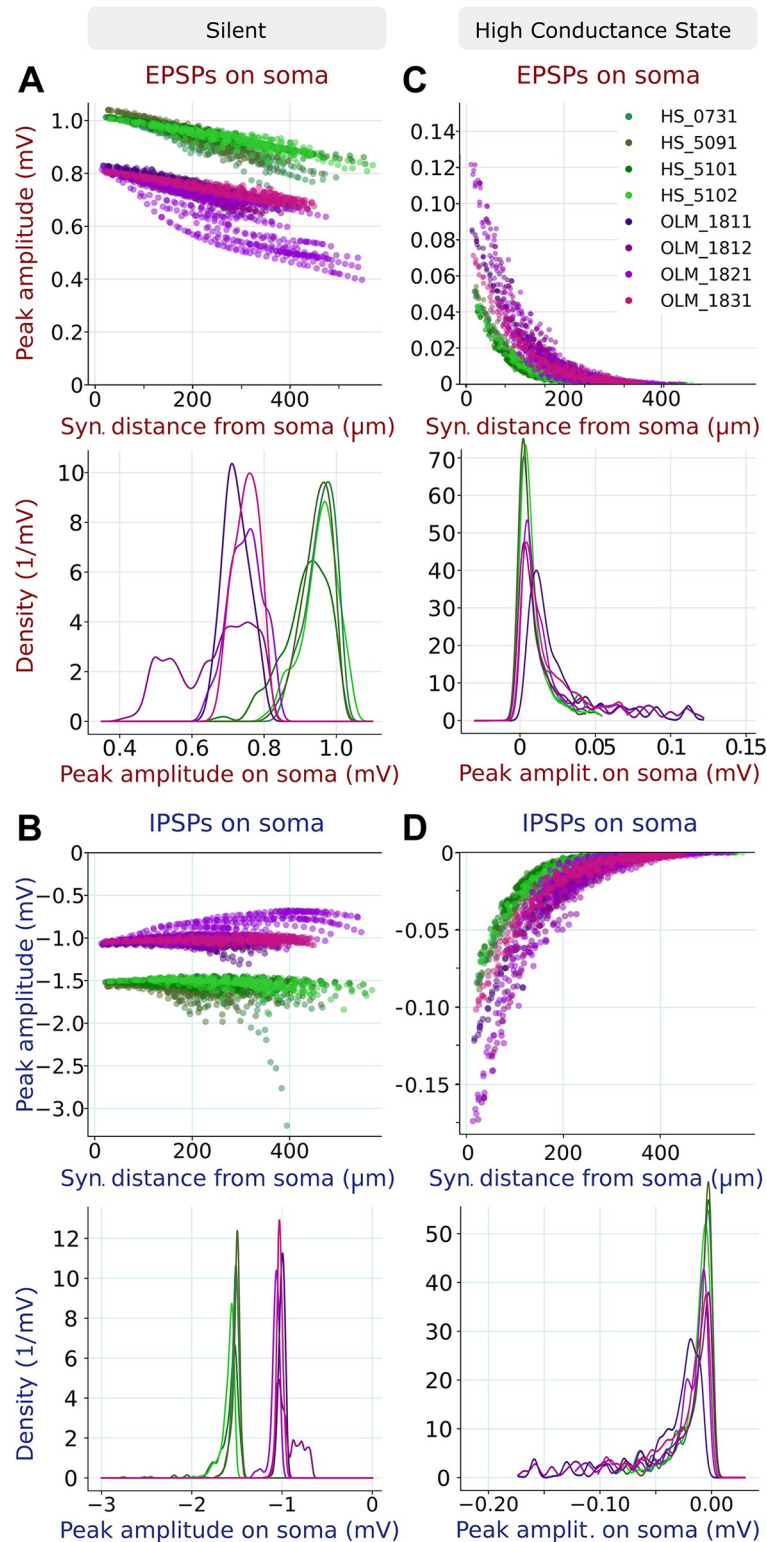 Silent
High Conductance State
A
EPSPs on soma
Peak amplitude (mV)
1.0
0.8
0.6
0.4
0.2
0
0
200
400
Syn. distance from soma (µm)
Density (1/mV)
10
8
6
4
2
0
0.4
0.6
0.8
1.0
Peak amplitude on soma (mV)
C
EPSPs on soma
HS_0731
HS_5091
HS_5101
HS_5102
OLM_1811
OLM_1812
OLM_1821
OLM_1831
0.14
0.12
0.10
0.08
0.06
0.04
0.02
0
0
200
400
Syn. distance from soma (µm)
70
60
50
40
30
20
10
0
0
0.05
0.1
0.15
Peak amplit. on soma (mV)
B
IPSPs on soma
Peak amplitude (mV)
0
−0.5
−1.0
−1.5
−2.0
−2.5
−3.0
0
200
400
Syn. distance from soma (µm)
Density (1/mV)
12
10
8
6
4
2
0
−3
−2
−1
0
Peak amplitude on soma (mV)
D
IPSPs on soma
0
-0.05
-0.10
-0.15
0
200
400
Syn. distance from soma (µm)
50
40
30
20
10
0
−0.20
−0.10
0.00
Peak amplit. on soma (mV)